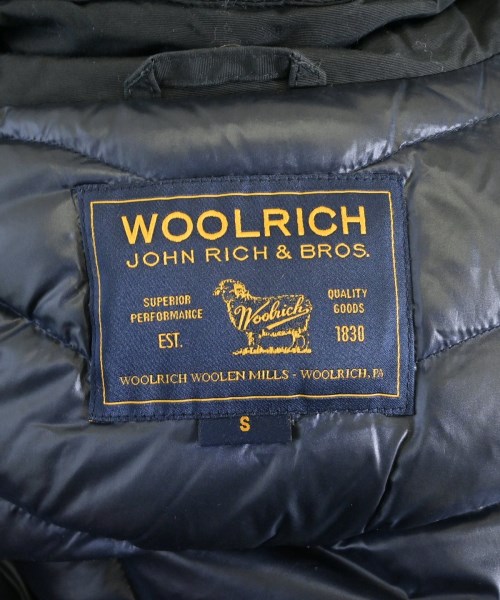 WOOLRICH
JOHN RICH & BROS.
SUPERIOR
PERFORMANCE
EST.
Woolrich
QUALITY
GOODS
1830
WOOLRICH WOOLEN MILLS - WOOLRICH, PA
S